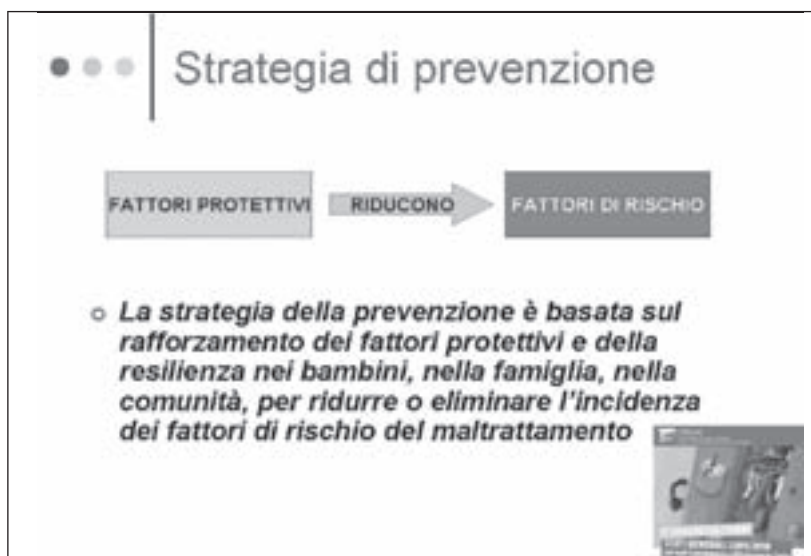 Strategia di prevenzione
FATTORI PROTETTIVI RIDUCONO FATTORI DI RISCHIO
La strategia della prevenzione è basata sul
rafforzamento dei fattori protettivi e della
resilienza nei bambini, nella famiglia, nella
comunità, per ridurre o eliminare l'incidenza
dei fattori di rischio del maltrattamento